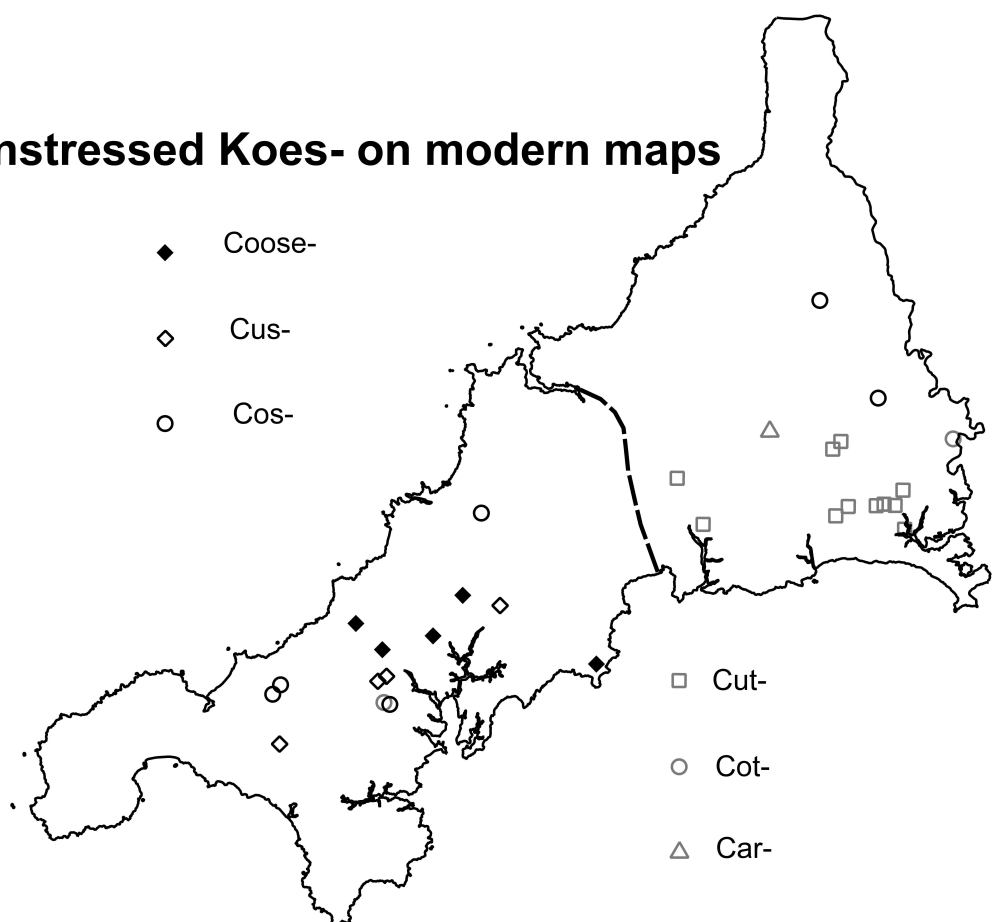 nstressed Koes- on modern maps
Coose-
Cus-
Cos-
Cut-
Cot-
Car-